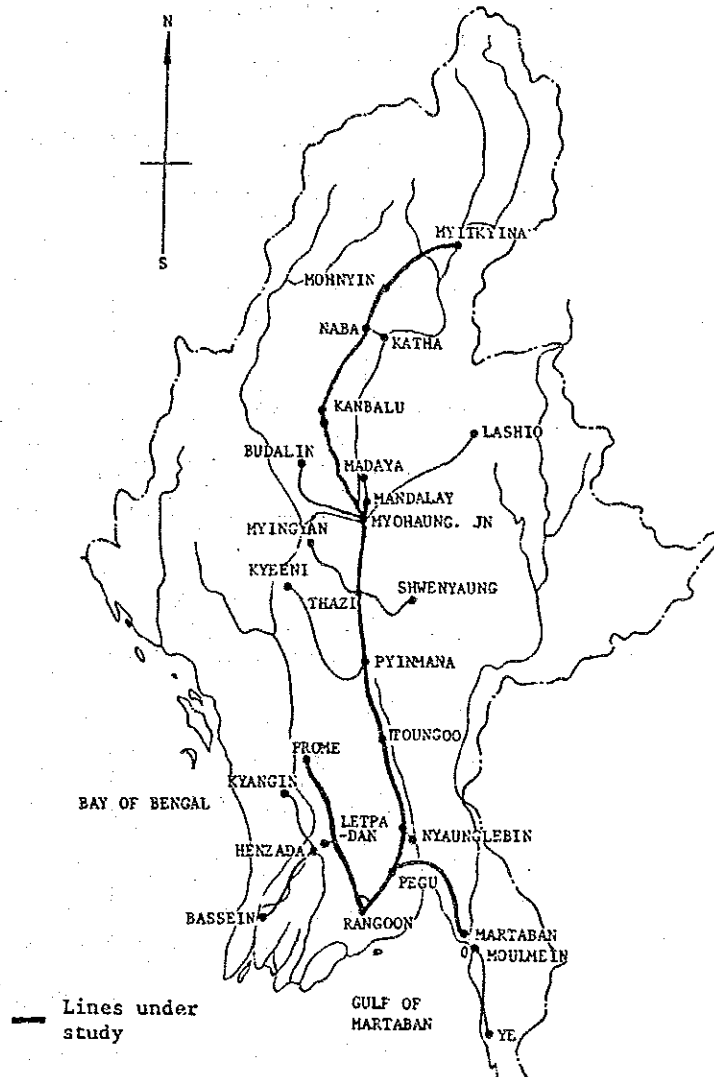 N
S
MYITKYINA
MOHNYIN
NABA
KATHA
KANBALU
LASHIO
BUDALIN
MADAYA
MANDALAY
MYOHAUNG. JN
MYINGYAN
KYEENI
THAZI
SHWENYAUNG
PYINMANA
TOUNGOO
PROME
KYANGIN
BAY OF BENGAL
LETPA
-DAN
NYAUNGLEBIN
HENZADA
PEGU
BASSEIN
RANGOON
MARTABAN
MOULMEIN
GULF OF
MARTABAN
YE
Lines under
study